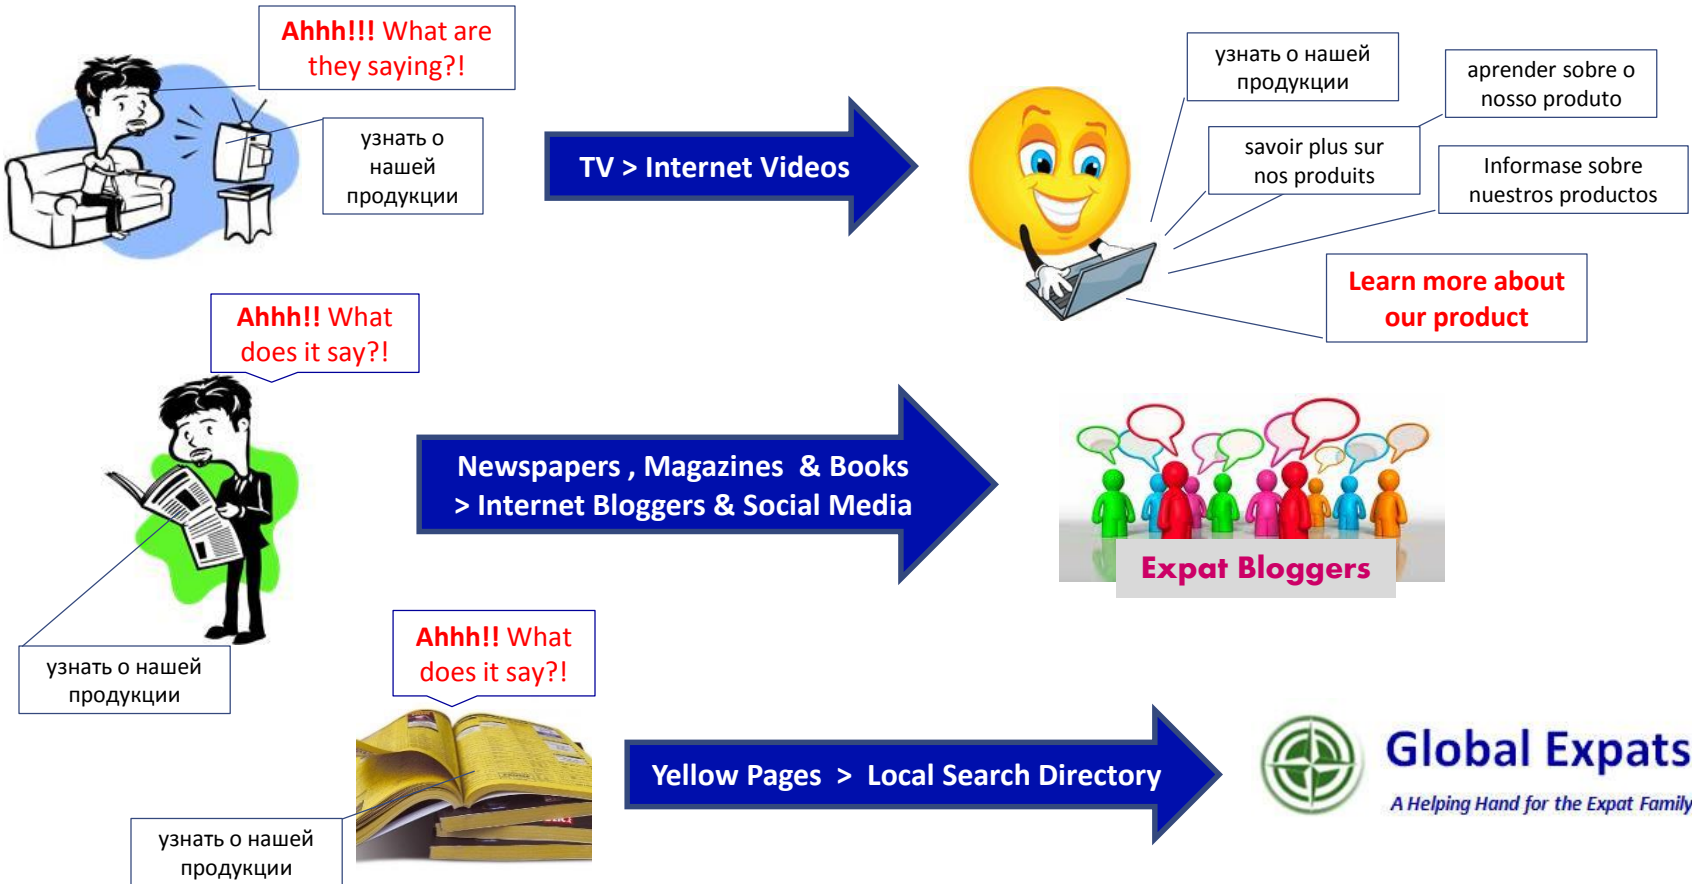 Ahhh!!! What are
they saying?!
узнать о
нашей
продукции
TV > Internet Videos
узнать о нашей
продукции
aprender sobre o
nosso produto
savoir plus sur
nos produits
Informase sobre
nuestros productos
Learn more about
our product
Ahhh!! What
does it say?!
узнать о нашей
продукции
Newspapers , Magazines & Books
> Internet Bloggers & Social Media
Expat Bloggers
Ahhh!! What
does it say?!
узнать о нашей
продукции
Yellow Pages > Local Search Directory
Global Expats
A Helping Hand for the Expat Family